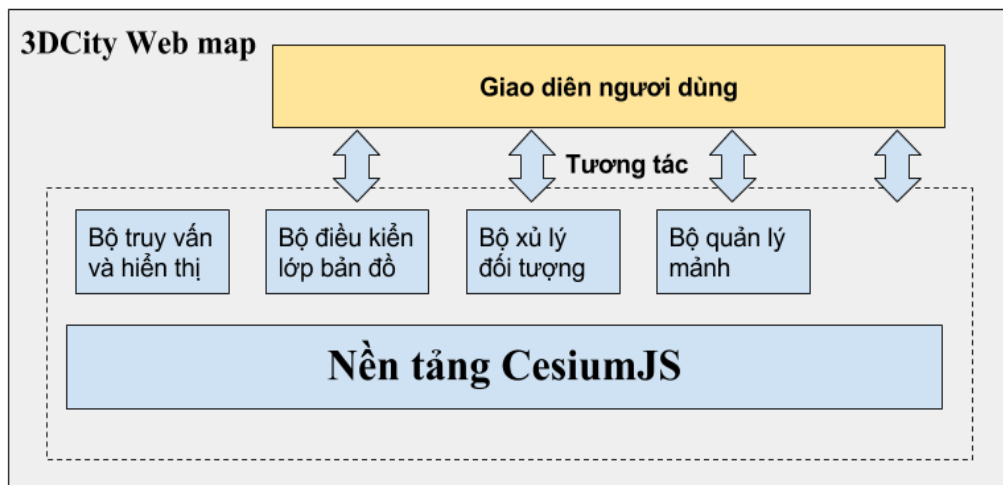 3DCity Web map
Giao diên ngươi dùng
Tương tác
Bộ truy vấn
và hiển thị
Bộ điều kiển
lớp bản đồ
Bộ xủ lý
đối tượng
Bộ quản lý
mảnh
Nền tảng CesiumJS